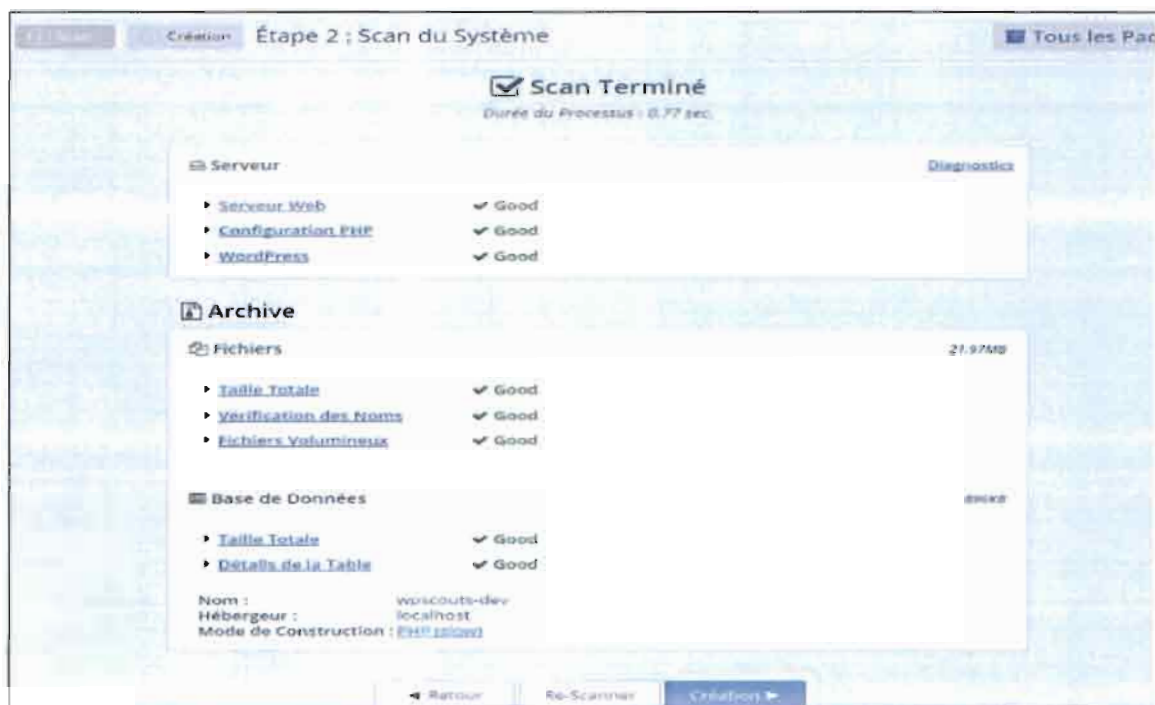 Création Étape 2 : Scan du Système Tous les Pac
Scan Terminé
Durée du Processus : 0.77 sec.
Serveur Diagnostics
Serveur Web Good
Configuration PHP Good
WordPress Good
Archive
Fichiers 21.97MB
Taille Totale Good
Vérification des Noms Good
Fichiers Volumineux Good
Base de Données
Taille Totale Good
Détails de la Table Good
Nom : wpscouts-dev
Hébergeur : localhost
Mode de Construction : PHP (slow)
Retour Re-Scanner Création